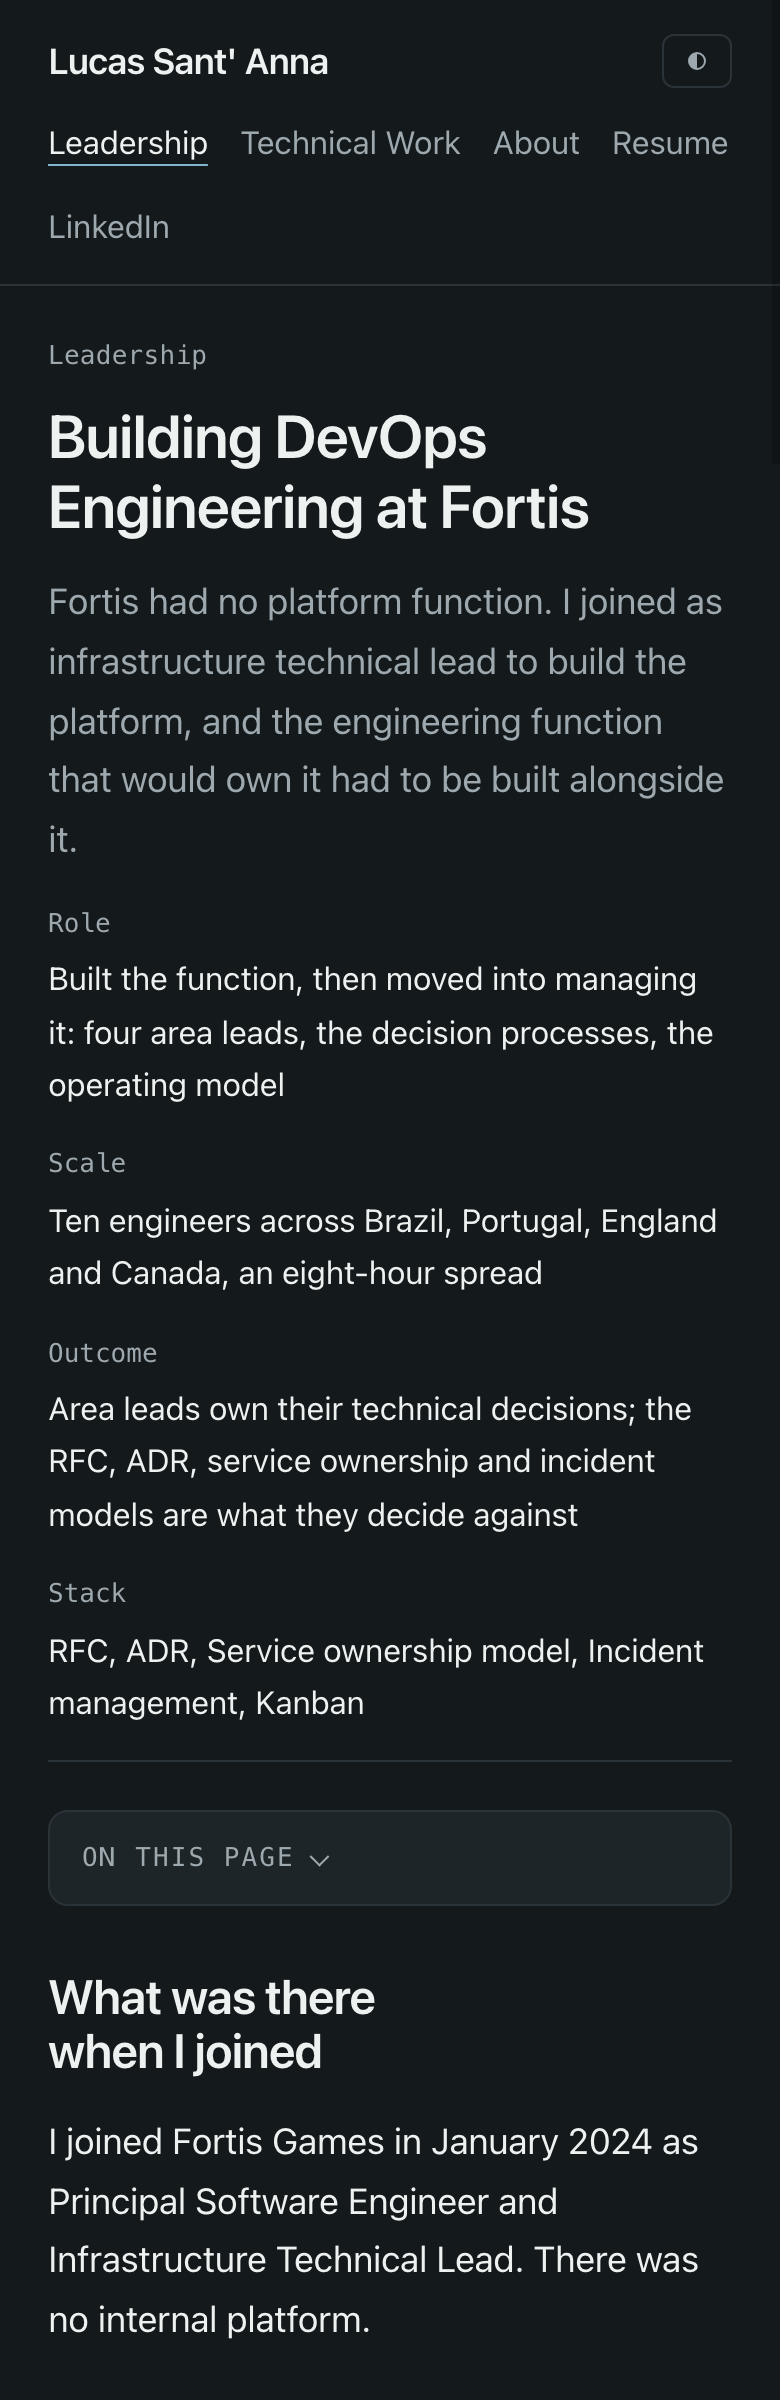 Lucas Sant' Anna
Leadership Technical Work About Resume
LinkedIn
Leadership
Building DevOps
Engineering at Fortis
Fortis had no platform function. I joined as
infrastructure technical lead to build the
platform, and the engineering function
that would own it had to be built alongside
it.
Role
Built the function, then moved into managing
it: four area leads, the decision processes, the
operating model
Scale
Ten engineers across Brazil, Portugal, England
and Canada, an eight-hour spread
Outcome
Area leads own their technical decisions; the
RFC, ADR, service ownership and incident
models are what they decide against
Stack
RFC, ADR, Service ownership model, Incident
management, Kanban
ON THIS PAGE
What was there
when I joined
I joined Fortis Games in January 2024 as
Principal Software Engineer and
Infrastructure Technical Lead. There was
no internal platform.